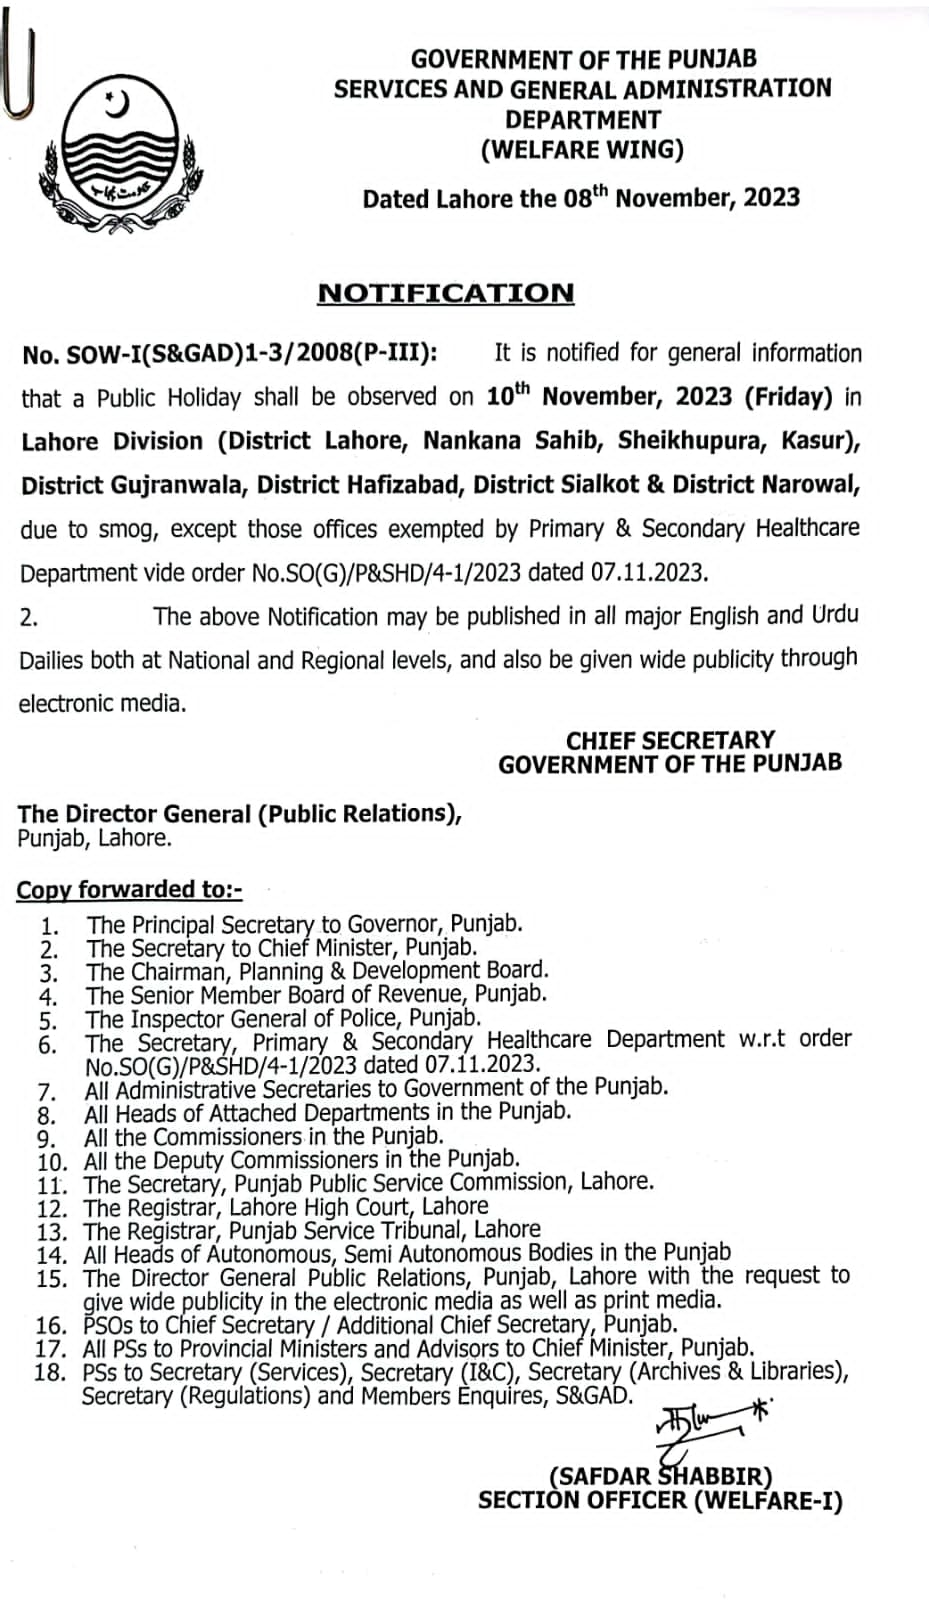 GOVERNMENT OF THE PUNJAB
SERVICES AND GENERAL ADMINISTRATION
DEPARTMENT
(WELFARE WING)
Dated Lahore the 08th November, 2023
حکومت پنجاب
NOTIFICATION
No. SOW-I(S&GAD)1-3/2008(P-III): It is notified for general information
that a Public Holiday shall be observed on 10th November, 2023 (Friday) in
Lahore Division (District Lahore, Nankana Sahib, Sheikhupura, Kasur),
District Gujranwala, District Hafizabad, District Sialkot & District Narowal,
due to smog, except those offices exempted by Primary & Secondary Healthcare
Department vide order No.SO(G)/P&SHD/4-1/2023 dated 07.11.2023.
2. The above Notification may be published in all major English and Urdu
Dailies both at National and Regional levels, and also be given wide publicity through
electronic media.
CHIEF SECRETARY
GOVERNMENT OF THE PUNJAB
The Director General (Public Relations),
Punjab, Lahore.
Copy forwarded to:-
1. The Principal Secretary to Governor, Punjab.
2. The Secretary to Chief Minister, Punjab.
3. The Chairman, Planning & Development Board.
4. The Senior Member Board of Revenue, Punjab.
5. The Inspector General of Police, Punjab.
6. The Secretary, Primary & Secondary Healthcare Department w.r.t order
No.SO(G)/P&SHD/4-1/2023 dated 07.11.2023.
7. All Administrative Secretaries to Government of the Punjab.
8. All Heads of Attached Departments in the Punjab.
9. All the Commissioners in the Punjab.
10. All the Deputy Commissioners in the Punjab.
11. The Secretary, Punjab Public Service Commission, Lahore.
12. The Registrar, Lahore High Court, Lahore
13. The Registrar, Punjab Service Tribunal, Lahore
14. All Heads of Autonomous, Semi Autonomous Bodies in the Punjab
15. The Director General Public Relations, Punjab, Lahore with the request to
give wide publicity in the electronic media as well as print media.
16. PSOs to Chief Secretary / Additional Chief Secretary, Punjab.
17. All PSs to Provincial Ministers and Advisors to Chief Minister, Punjab.
18. PSs to Secretary (Services), Secretary (I&C), Secretary (Archives & Libraries),
Secretary (Regulations) and Members Enquires, S&GAD.
(SAFDAR SHABBIR)
SECTION OFFICER (WELFARE-I)